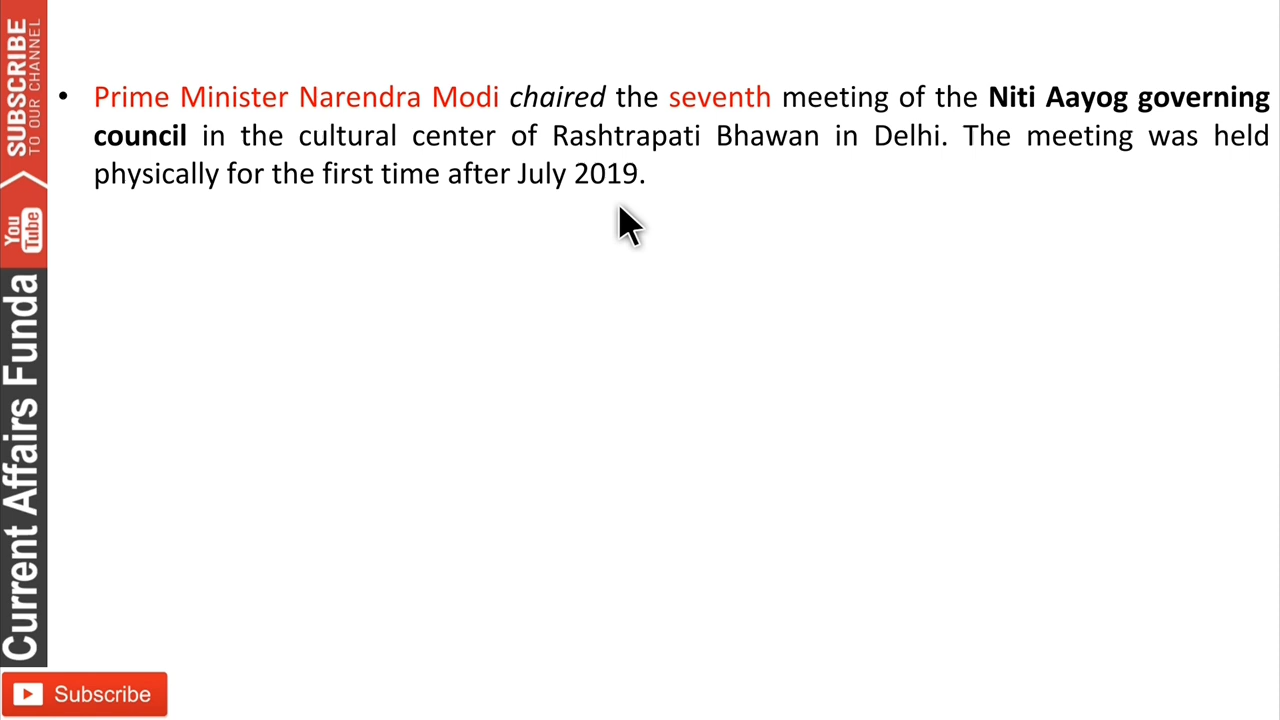 SUBSCRIBE
TO OUR CHANNEL
You
Tube
Current Affairs Funda
• Prime Minister Narendra Modi chaired the seventh meeting of the Niti Aayog governing
council in the cultural center of Rashtrapati Bhawan in Delhi. The meeting was held
physically for the first time after July 2019.
Subscribe